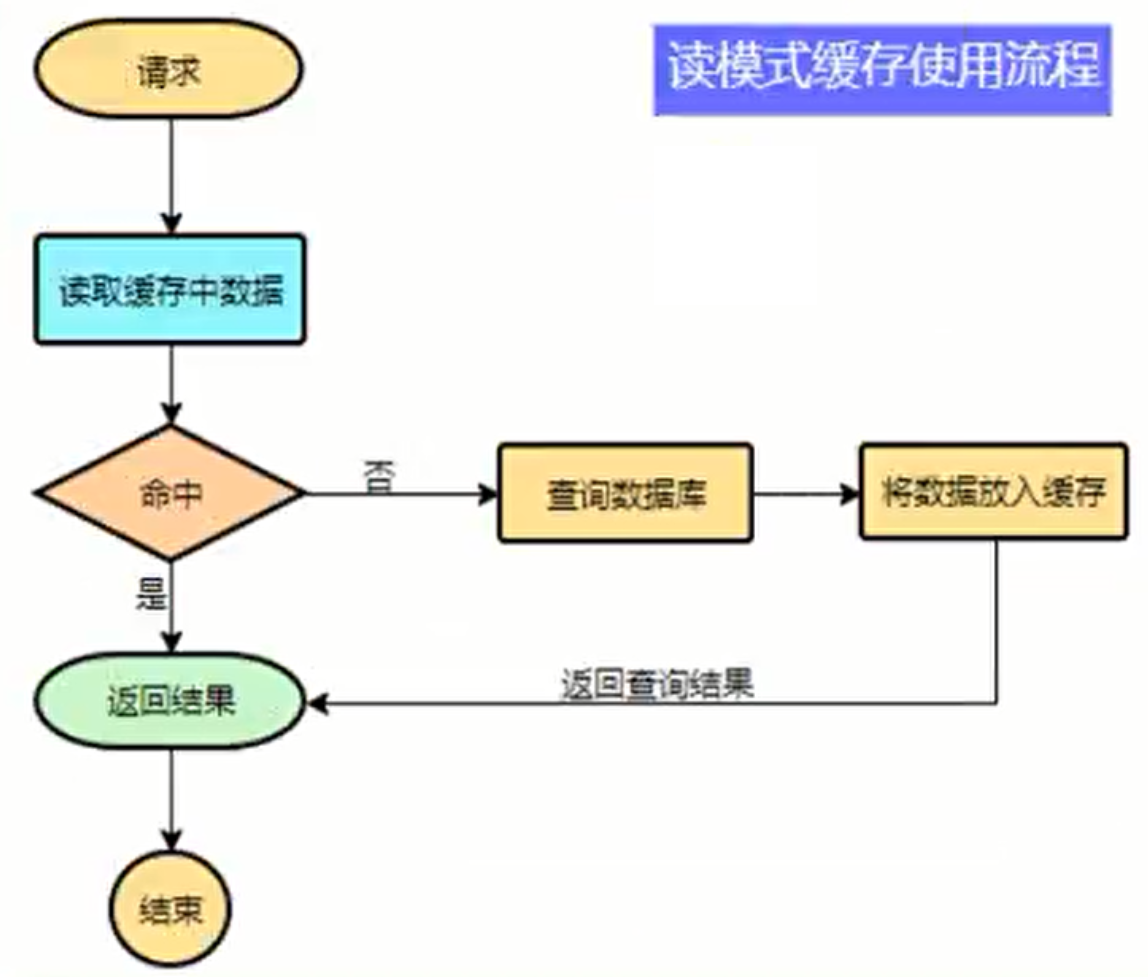 请求
读模式缓存使用流程
读取缓存中数据
命中
否
查询数据库
将数据放入缓存
是
返回结果
返回查询结果
结束